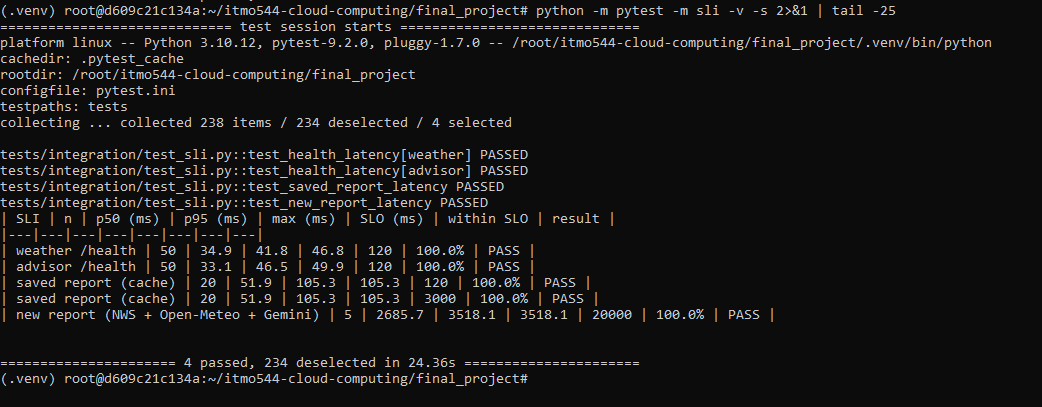 (.venv) root@d609c21c134a:~/itmo544-cloud-computing/final_project# python -m pytest -m sli -v -s 2>&1 | tail -25
============================= test session starts ==============================
platform linux -- Python 3.10.12, pytest-9.2.0, pluggy-1.7.0 -- /root/itmo544-cloud-computing/final_project/.venv/bin/python
cachedir: .pytest_cache
rootdir: /root/itmo544-cloud-computing/final_project
configfile: pytest.ini
testpaths: tests
collecting ... collected 238 items / 234 deselected / 4 selected
tests/integration/test_sli.py::test_health_latency[weather] PASSED
tests/integration/test_sli.py::test_health_latency[advisor] PASSED
tests/integration/test_sli.py::test_saved_report_latency PASSED
tests/integration/test_sli.py::test_new_report_latency PASSED
| SLI | n | p50 (ms) | p95 (ms) | max (ms) | SLO (ms) | within SLO | result |
|---|---|---|---|---|---|---|---|
| weather /health | 50 | 34.9 | 41.8 | 46.8 | 120 | 100.0% | PASS |
| advisor /health | 50 | 33.1 | 46.5 | 49.9 | 120 | 100.0% | PASS |
| saved report (cache) | 20 | 51.9 | 105.3 | 105.3 | 120 | 100.0% | PASS |
| saved report (cache) | 20 | 51.9 | 105.3 | 105.3 | 3000 | 100.0% | PASS |
| new report (NWS + Open-Meteo + Gemini) | 5 | 2685.7 | 3518.1 | 3518.1 | 20000 | 100.0% | PASS |
====================== 4 passed, 234 deselected in 24.36s ======================
(.venv) root@d609c21c134a:~/itmo544-cloud-computing/final_project#